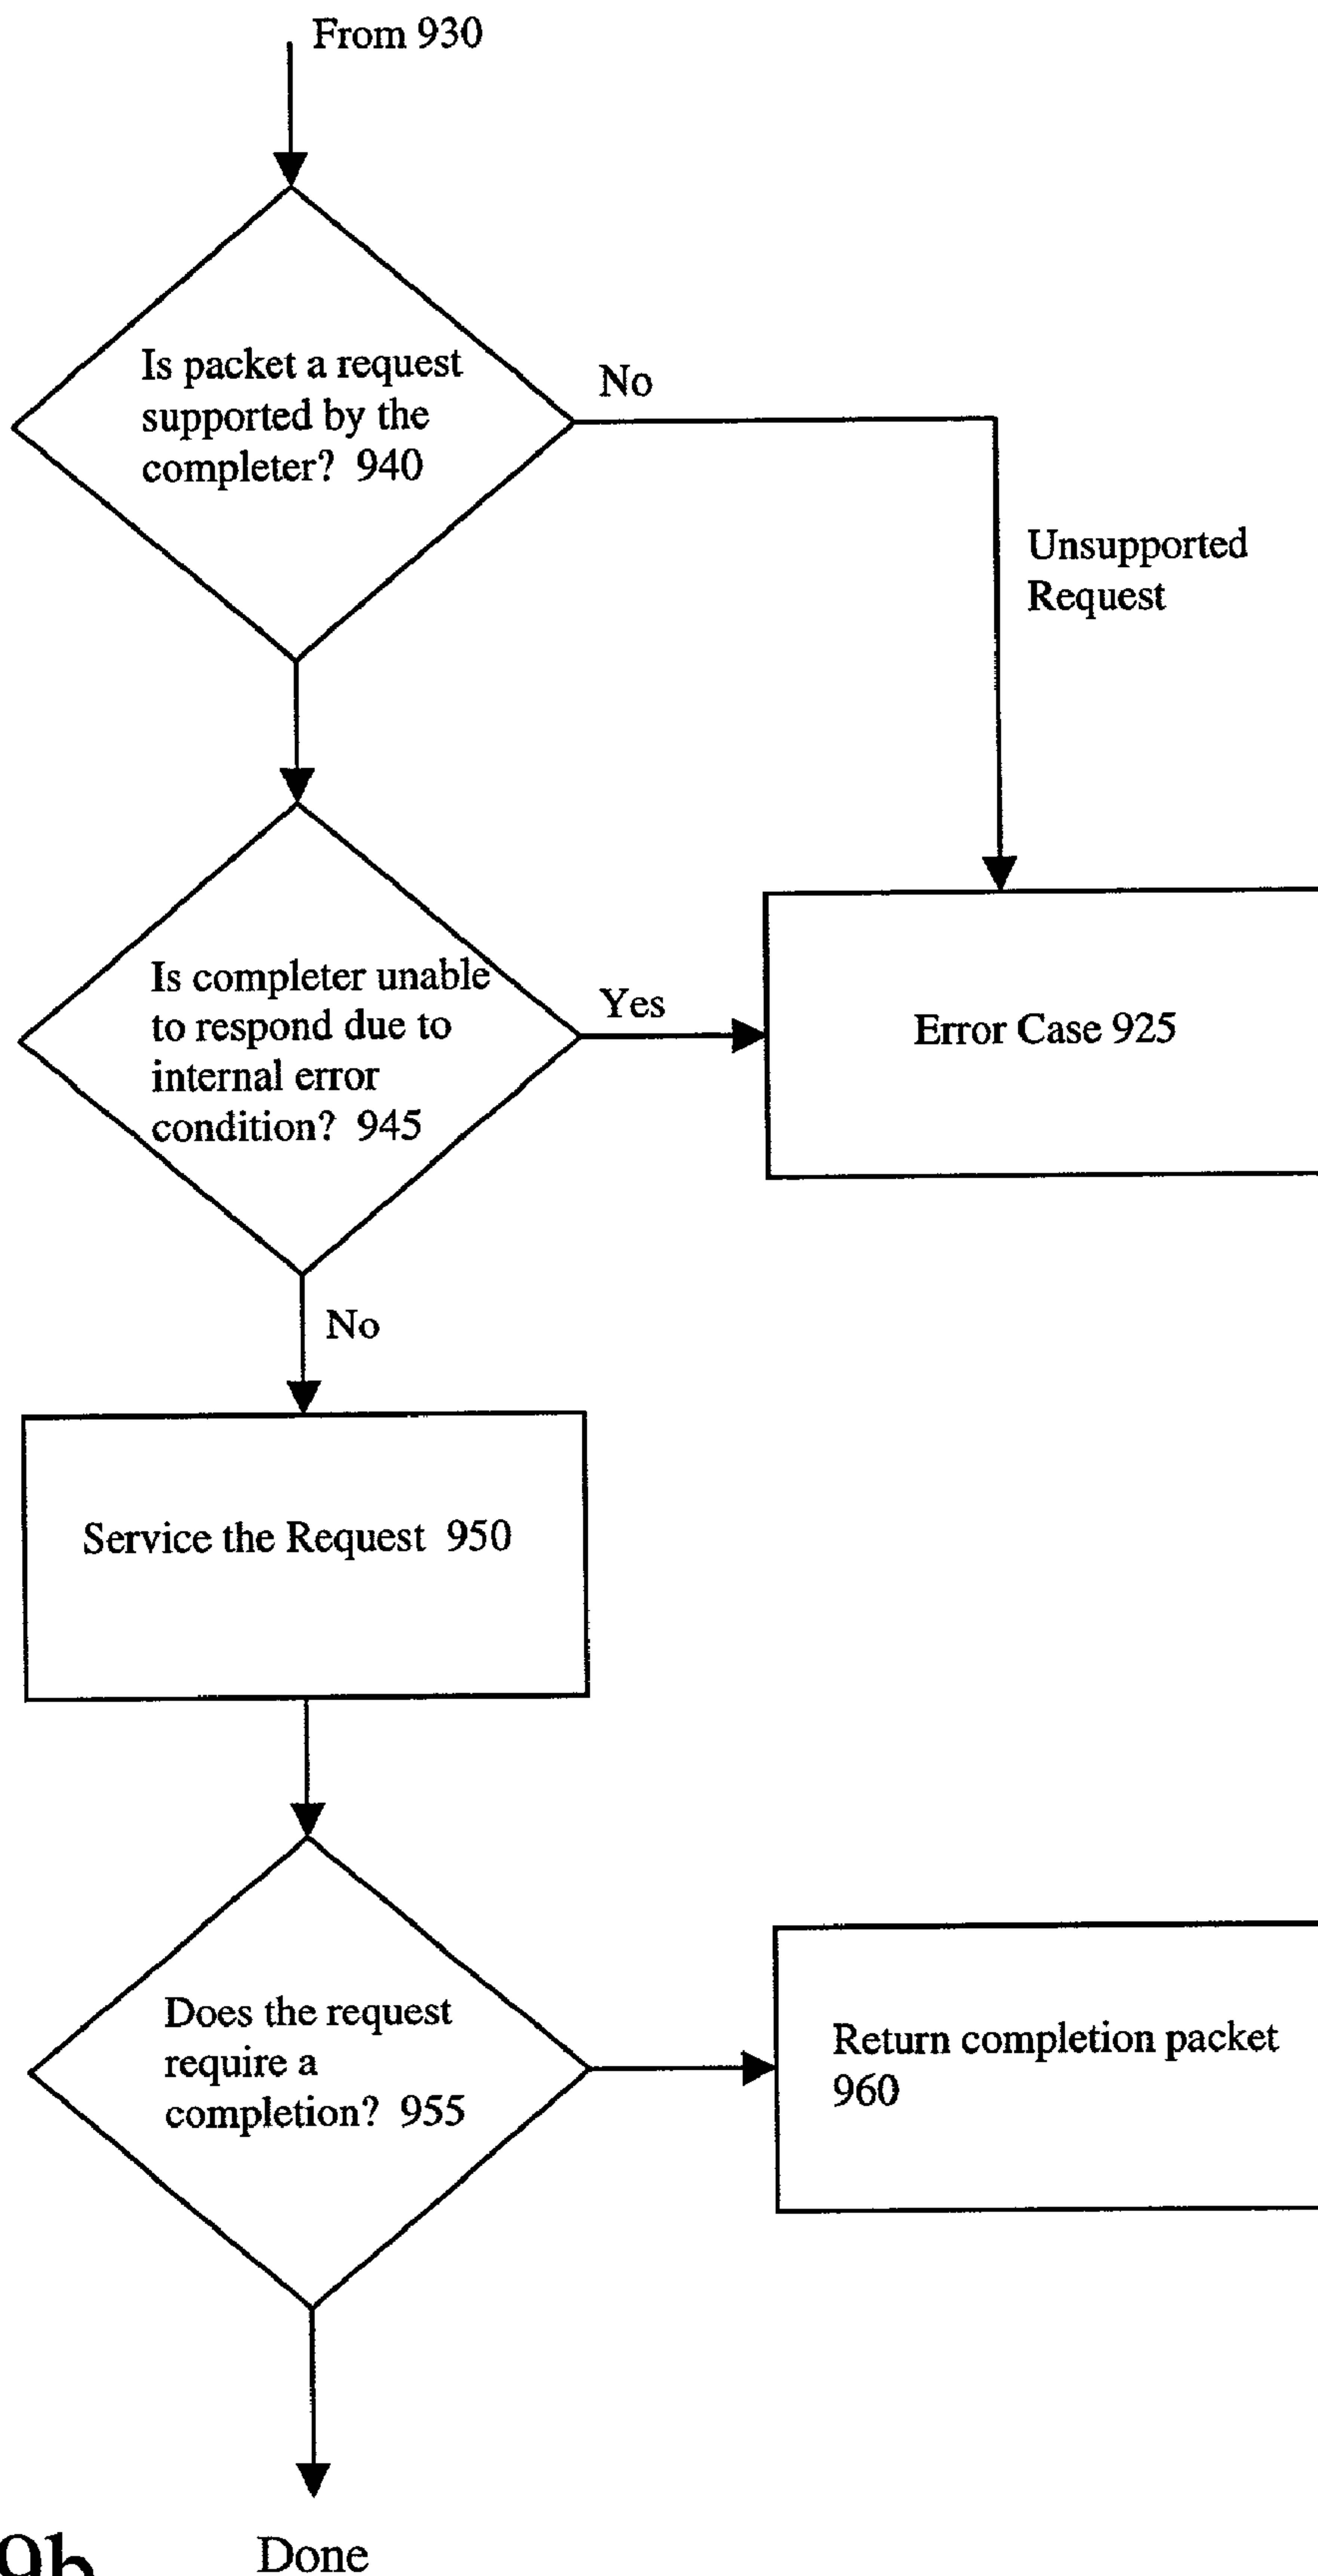 From 930
Is packet a request
supported by the
completer? 940
No
Unsupported
Request
Is completer unable
to respond due to
internal error
condition? 945
Yes
Error Case 925
No
Service the Request 950
Does the request
require a
completion? 955
Return completion packet
960
9b
Done